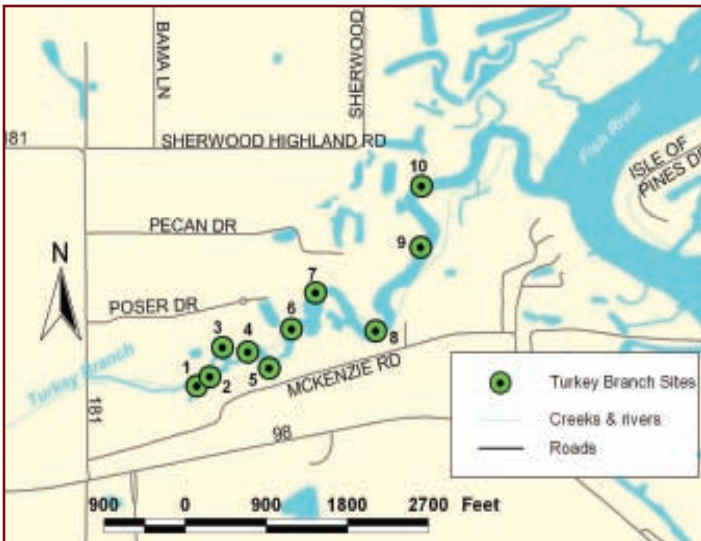 BAMA LN
SHERWOOD
181
SHERWOOD HIGHLAND RD
Fish River
ISLE OF
PINES DR
10
PECAN DR
9
N
7
POSER DR
6
8
3
4
Turkey Branch
1
2
5
MCKENZIE RD
181
98
Turkey Branch Sites
Creeks & rivers
Roads
900 0 900 1800 2700 Feet